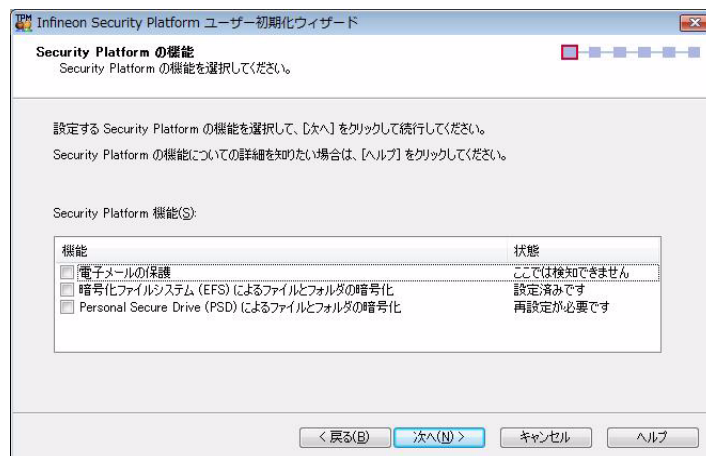 TPM
Infineon Security Platform ユーザー初期化ウィザード
Security Platform の機能
Security Platform の機能を選択してください。
設定する Security Platform の機能を選択して、[次へ] をクリックして続行してください。
Security Platform の機能についての詳細を知りたい場合は、[ヘルプ] をクリックしてください。
Security Platform 機能(S):
機能 状態
電子メールの保護 ここでは検知できません
暗号化ファイルシステム (EFS) によるファイルとフォルダの暗号化 設定済みです
Personal Secure Drive (PSD) によるファイルとフォルダの暗号化 再設定が必要です
< 戻る(B) 次へ(N) > キャンセル ヘルプ